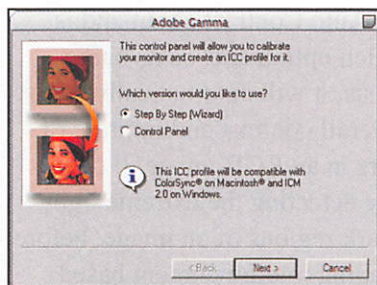 Adobe Gamma
This control panel will allow you to calibrate
your monitor and create an ICC profile for it.
Which version would you like to use?
Step By Step (Wizard)
Control Panel
This ICC profile will be compatible with
ColorSync® on Macintosh® and ICM
2.0 on Windows.
< Back
Next >
Cancel